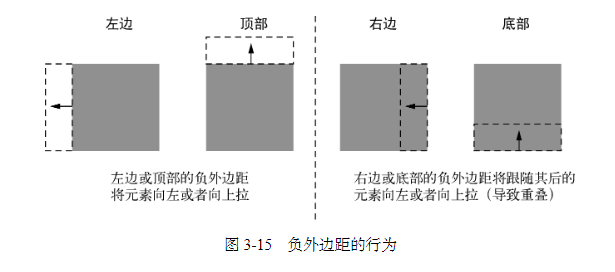 左边
顶部
右边
底部
左边或顶部的负外边距
将元素向左或者向上拉
右边或底部的负外边距将跟随其后的
元素向左或者向上拉（导致重叠）
图 3-15 负外边距的行为